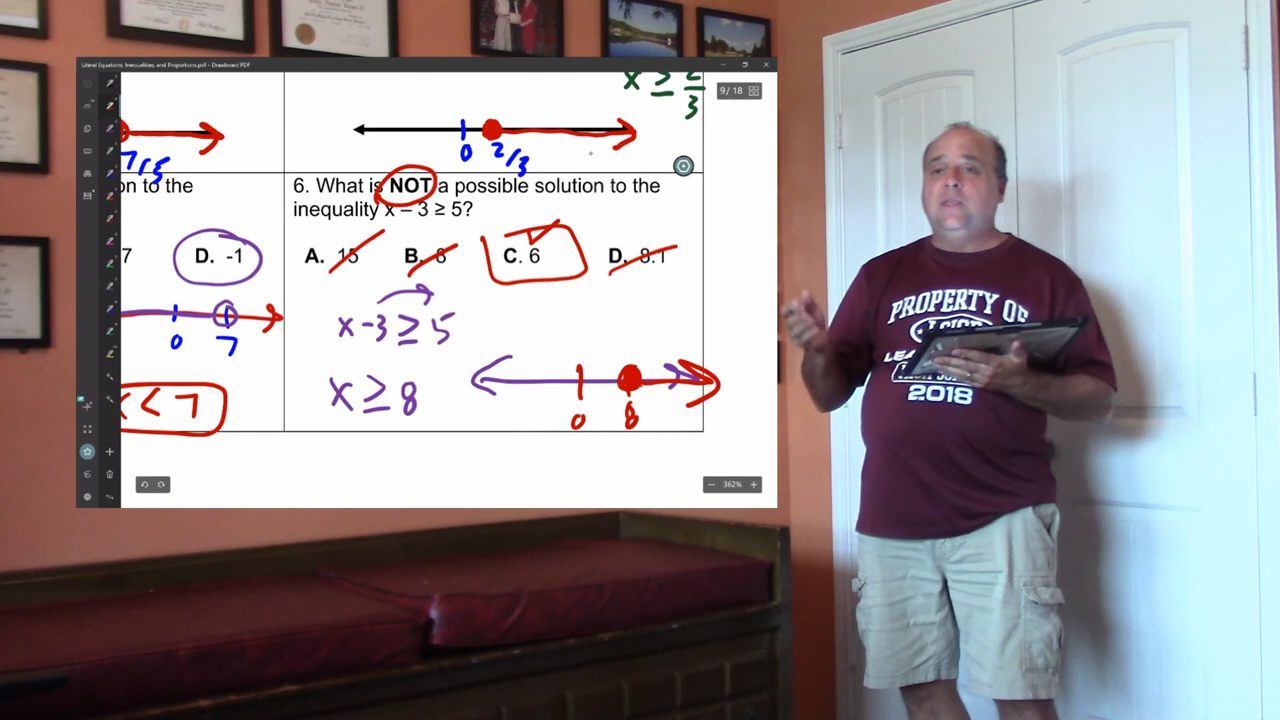 Literal Equations, Inequalities, and Proportions.pdf - Drawboard PDF
x ≥ 2/3
9 / 18
0 2/3
7/5
on to the
6. What is NOT a possible solution to the
inequality x – 3 ≥ 5?
7 D. -1
A. 15 B. 8 C. 6 D. 8.1
x - 3 ≥ 5
0 7
x ≥ 8
0 8
x < 7
362%
PROPERTY OF
2018